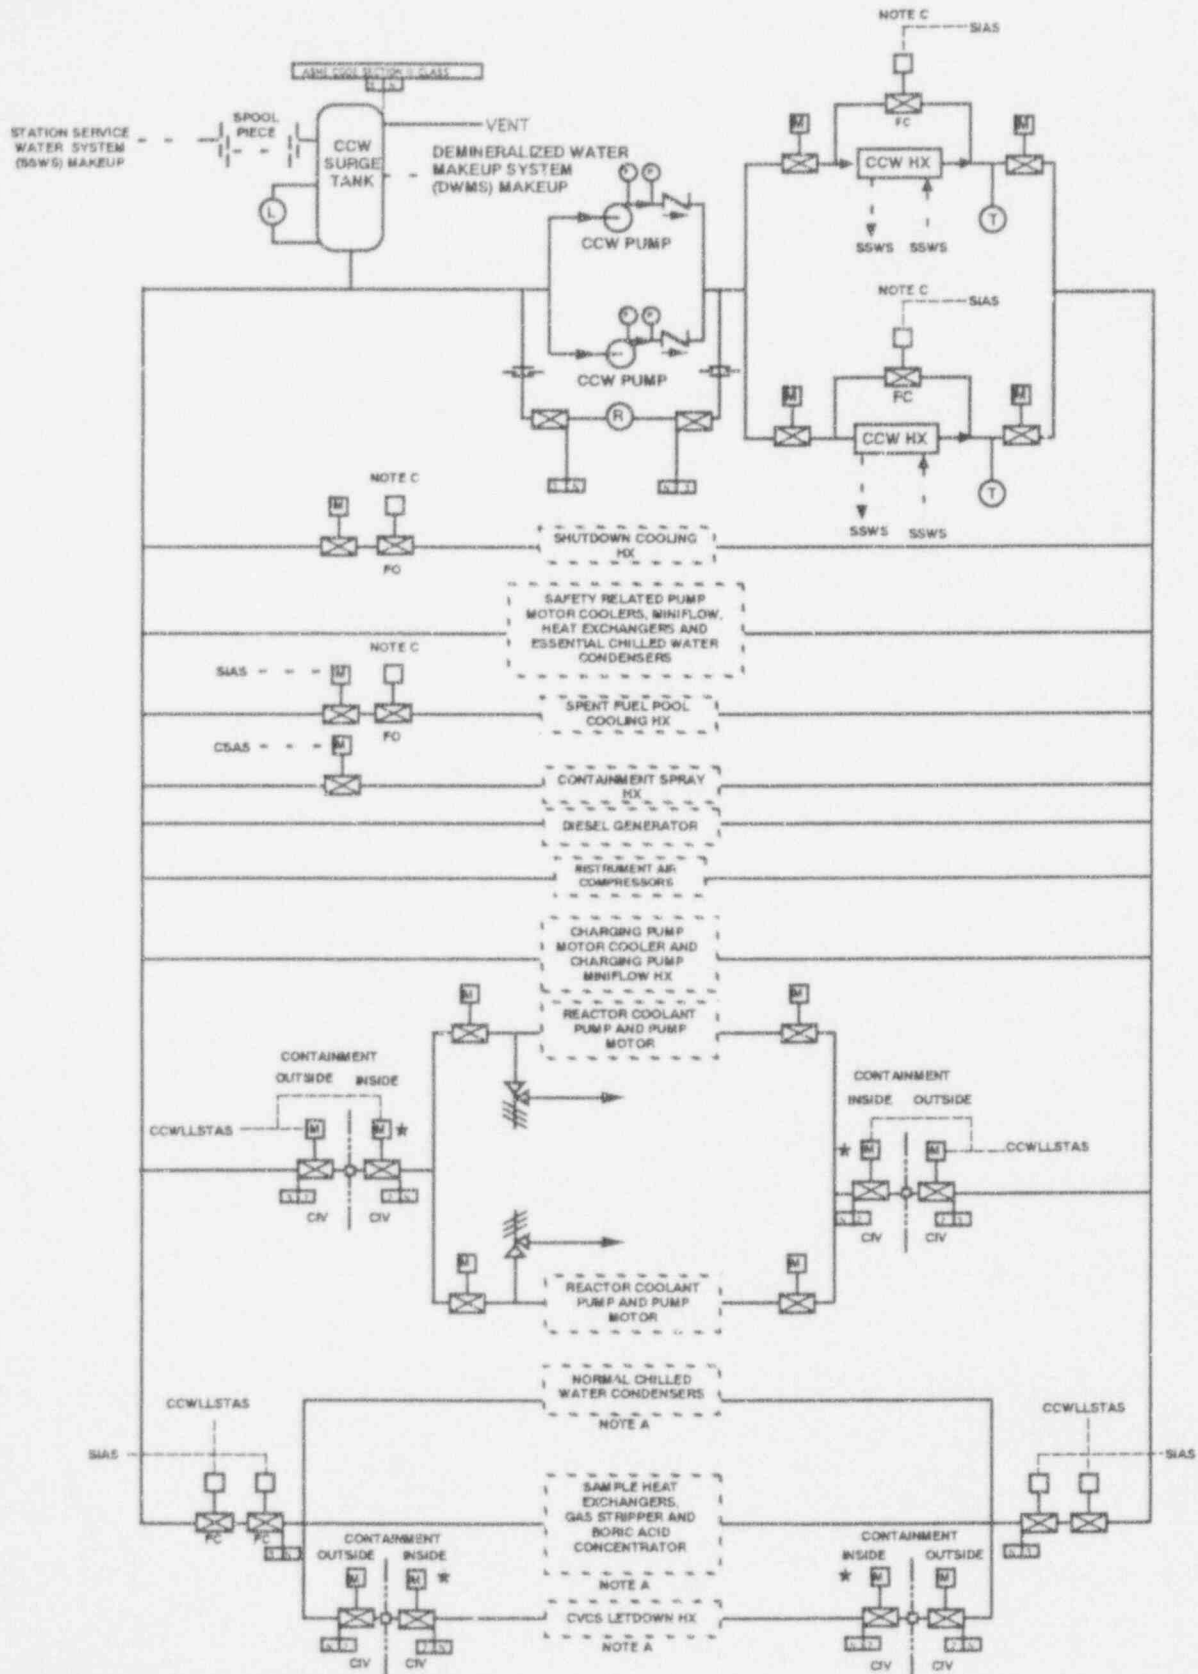 NOTE C
SIAS
ASME CODE SECTION III CLASS
STATION SERVICE
WATER SYSTEM
(SSWS) MAKEUP
SPOOL
PIECE
CCW
SURGE
TANK
VENT
DEMINERALIZED WATER
MAKEUP SYSTEM
(DWMS) MAKEUP
L
P P
CCW PUMP
M
FC
M
CCW HX
T
SSWS SSWS
NOTE C
SIAS
P P
CCW PUMP
R
M
FC
M
CCW HX
T
SSWS SSWS
NOTE C
M
FO
SHUTDOWN COOLING
HX
SAFETY RELATED PUMP
MOTOR COOLERS, MINIFLOW,
HEAT EXCHANGERS AND
ESSENTIAL CHILLED WATER
CONDENSERS
NOTE C
SIAS
M
FO
SPENT FUEL POOL
COOLING HX
CSAS
M
CONTAINMENT SPRAY
HX
DIESEL GENERATOR
INSTRUMENT AIR
COMPRESSORS
CHARGING PUMP
MOTOR COOLER AND
CHARGING PUMP
MINIFLOW HX
M
REACTOR COOLANT
PUMP AND PUMP
MOTOR
M
CONTAINMENT
OUTSIDE INSIDE
CCWLLSTAS
M M
CIV CIV
CONTAINMENT
INSIDE OUTSIDE
CCWLLSTAS
M M
CIV CIV
M
REACTOR COOLANT
PUMP AND PUMP
MOTOR
M
NORMAL CHILLED
WATER CONDENSERS
NOTE A
CCWLLSTAS
SIAS
FC FC
CCWLLSTAS
SIAS
SAMPLE HEAT
EXCHANGERS,
GAS STRIPPER AND
BORIC ACID
CONCENTRATOR
NOTE A
CONTAINMENT
OUTSIDE INSIDE
M M
CIV CIV
CONTAINMENT
INSIDE OUTSIDE
M M
CIV CIV
CVCS LETDOWN HX
NOTE A